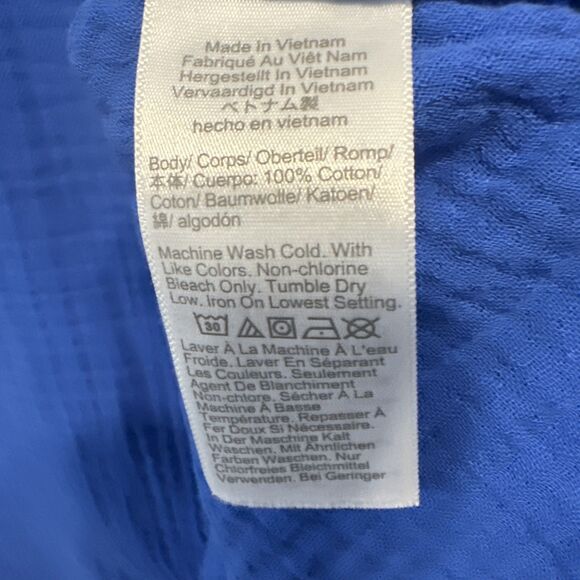 Made In Vietnam
Fabriqué Au Việt Nam
Hergestellt In Vietnam
Vervaardigd In Vietnam
ベトナム製
hecho en vietnam
Body/ Corps/ Oberteil/ Romp/
本体/ Cuerpo: 100% Cotton/
Coton/ Baumwolle/ Katoen/
綿/ algodón
Machine Wash Cold. With
Like Colors. Non-chlorine
Bleach Only. Tumble Dry
Low. Iron On Lowest Setting.
30
Laver À La Machine À L'eau
Froide. Laver En Séparant
Les Couleurs. Seulement
Agent De Blanchiment
Non-chlore. Sécher À La
Machine À Basse
Température. Repasser À
Fer Doux Si Nécessaire.
In Der Maschine Kalt
Waschen. Mit Ähnlichen
Farben Waschen. Nur
Chlorfreies Bleichmittel
Verwenden. Bei Geringer